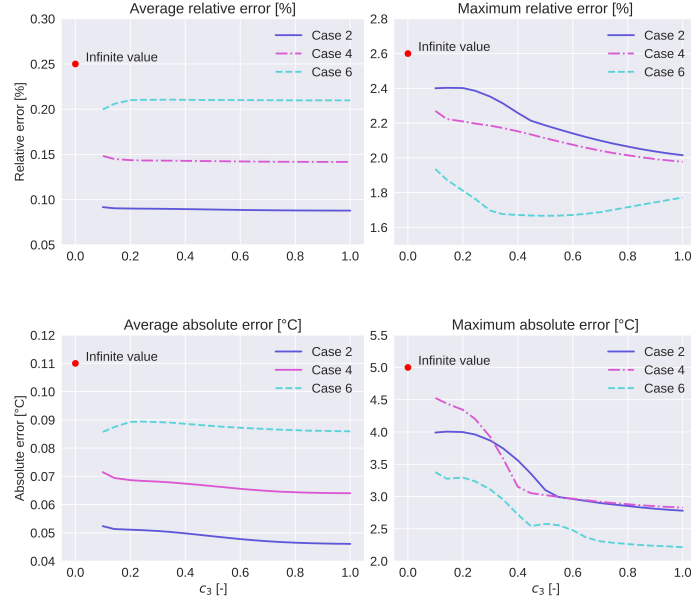 Average relative error [%]
Maximum relative error [%]
0.30
0.25
0.20
0.15
0.10
0.05
Relative error [%]
Infinite value
Case 2
Case 4
Case 6
0.0 0.2 0.4 0.6 0.8 1.0
2.8
2.6
2.4
2.2
2.0
1.8
1.6
Infinite value
Case 2
Case 4
Case 6
0.0 0.2 0.4 0.6 0.8 1.0
Average absolute error [°C]
Maximum absolute error [°C]
0.12
0.11
0.10
0.09
0.08
0.07
0.06
0.05
0.04
Absolute error [°C]
Infinite value
Case 2
Case 4
Case 6
0.0 0.2 0.4 0.6 0.8 1.0
c₃ [-]
5.5
5.0
4.5
4.0
3.5
3.0
2.5
2.0
Infinite value
Case 2
Case 4
Case 6
0.0 0.2 0.4 0.6 0.8 1.0
c₃ [-]